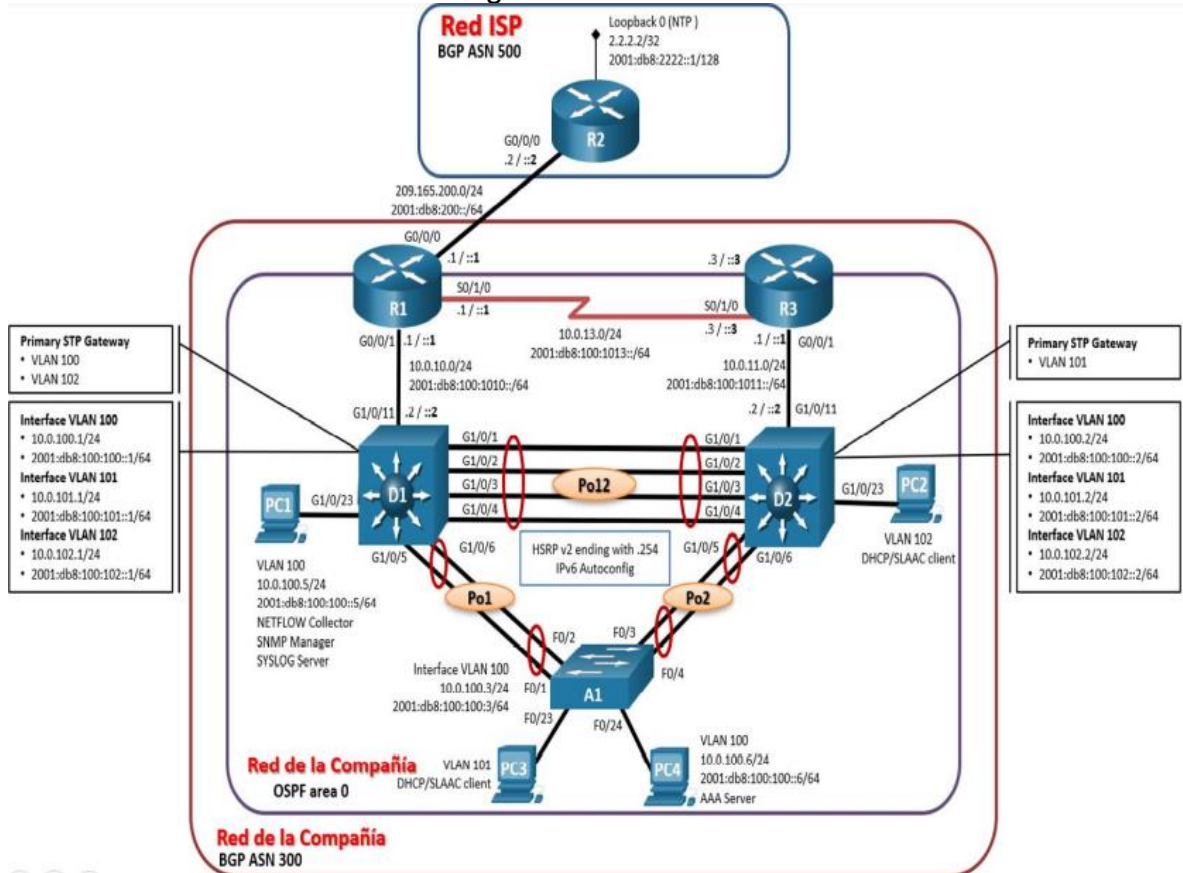 Red ISP
BGP ASN 500
Loopback 0 (NTP )
2.2.2.2/32
2001:db8:2222::1/128
R2
G0/0/0
.2 / ::2
209.165.200.0/24
2001:db8:200::/64
G0/0/0
.1 / ::1
R1
S0/1/0
.1 / ::1
G0/0/1
.1 / ::1
.3 / ::3
R3
S0/1/0
.3 / ::3
10.0.13.0/24
2001:db8:100:1013::/64
.1 / ::1
G0/0/1
10.0.10.0/24
2001:db8:100:1010::/64
10.0.11.0/24
2001:db8:100:1011::/64
G1/0/11
.2 / ::2
.2 / ::2
G1/0/11
Primary STP Gateway
• VLAN 100
• VLAN 102
Interface VLAN 100
• 10.0.100.1/24
• 2001:db8:100:100::1/64
Interface VLAN 101
• 10.0.101.1/24
• 2001:db8:100:101::1/64
Interface VLAN 102
• 10.0.102.1/24
• 2001:db8:100:102::1/64
Primary STP Gateway
• VLAN 101
Interface VLAN 100
• 10.0.100.2/24
• 2001:db8:100:100::2/64
Interface VLAN 101
• 10.0.101.2/24
• 2001:db8:100:101::2/64
Interface VLAN 102
• 10.0.102.2/24
• 2001:db8:100:102::2/64
D1
G1/0/1
G1/0/2
G1/0/3
G1/0/4
Po12
G1/0/1
G1/0/2
G1/0/3
G1/0/4
D2
PC1
G1/0/23
G1/0/23
PC2
VLAN 102
DHCP/SLAAC client
VLAN 100
10.0.100.5/24
2001:db8:100:100::5/64
NETFLOW Collector
SNMP Manager
SYSLOG Server
G1/0/5
G1/0/6
HSRP v2 ending with .254
IPv6 Autoconfig
G1/0/5
G1/0/6
Po1
Po2
F0/2
F0/3
F0/1
F0/4
Interface VLAN 100
10.0.100.3/24
2001:db8:100:100:3/64
A1
F0/23
F0/24
VLAN 101
DHCP/SLAAC client
PC3
PC4
VLAN 100
10.0.100.6/24
2001:db8:100:100::6/64
AAA Server
Red de la Compañía
OSPF area 0
Red de la Compañía
BGP ASN 300